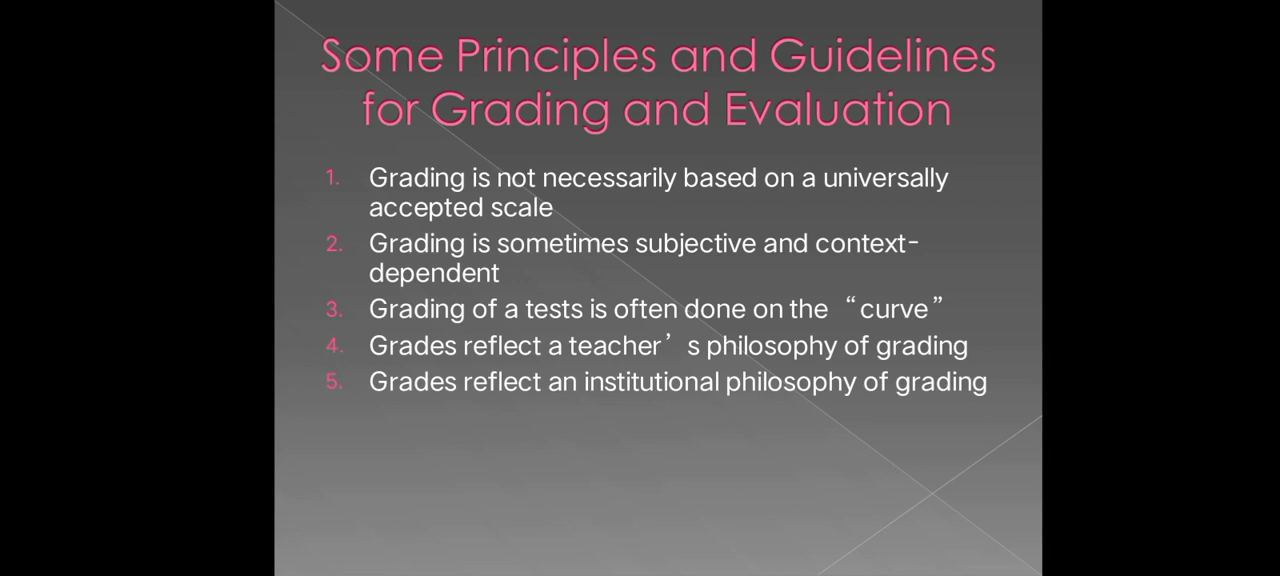 Some Principles and Guidelines
for Grading and Evaluation
1. Grading is not necessarily based on a universally
accepted scale
2. Grading is sometimes subjective and context-
dependent
3. Grading of a tests is often done on the “curve”
4. Grades reflect a teacher’s philosophy of grading
5. Grades reflect an institutional philosophy of grading